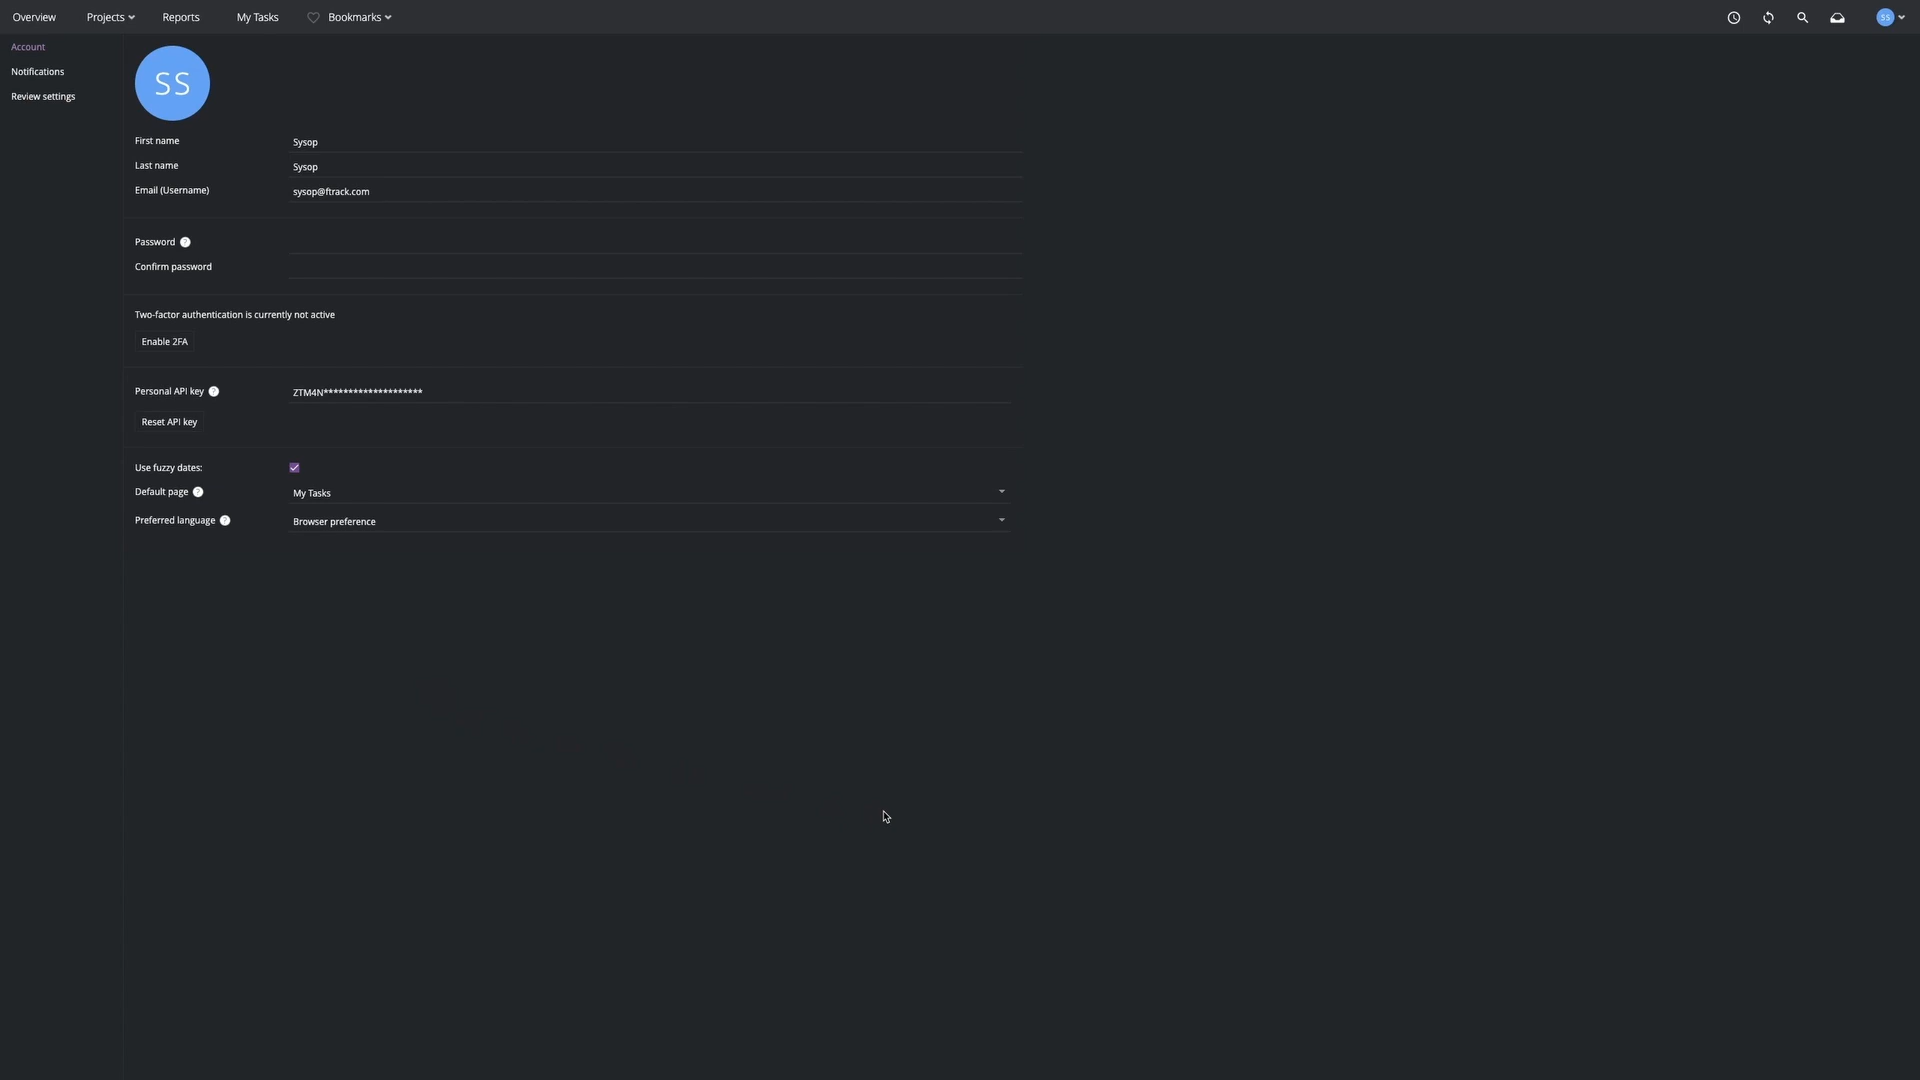 Overview Projects Reports My Tasks Bookmarks SS
Account
Notifications
Review settings
SS
First name Sysop
Last name Sysop
Email (Username) sysop@ftrack.com
Password ?
Confirm password
Two-factor authentication is currently not active
Enable 2FA
Personal API key ? ZTM4N********************
Reset API key
Use fuzzy dates:
Default page ? My Tasks
Preferred language ? Browser preference